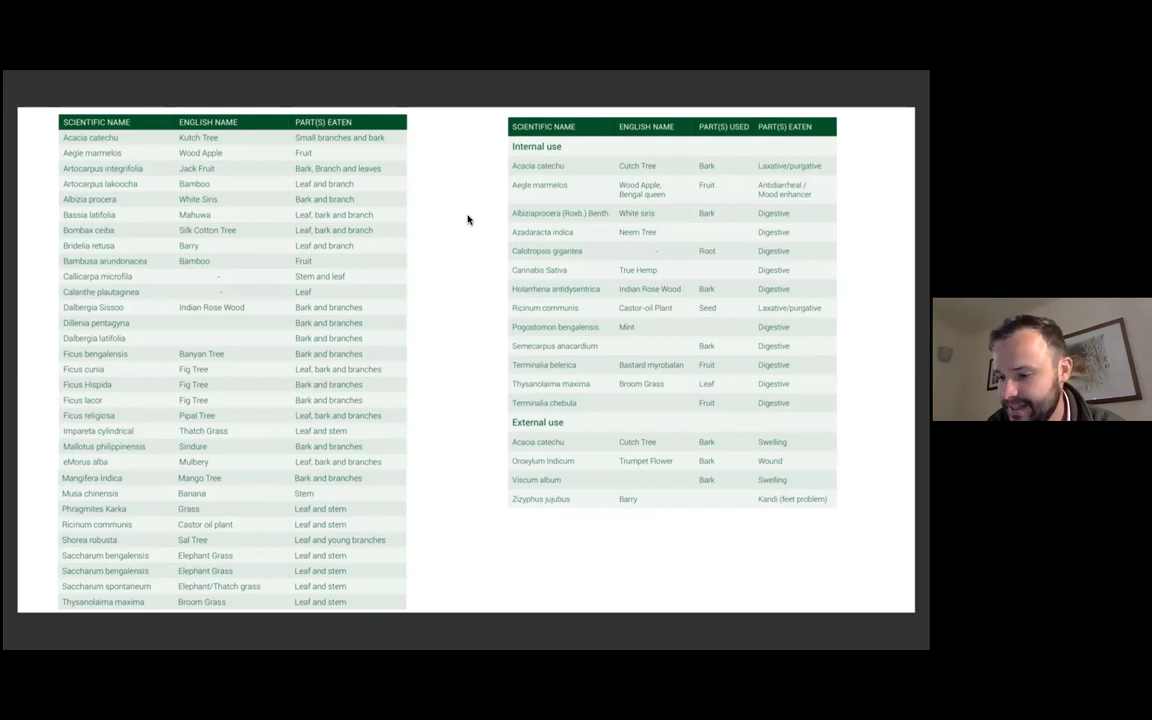 SCIENTIFIC NAME ENGLISH NAME PART(S) EATEN
Acacia catechu Kutch Tree Small branches and bark
Aegle marmelos Wood Apple Fruit
Artocarpus integrifolia Jack Fruit Bark, Branch and leaves
Artocarpus lakoocha Bamboo Leaf and branch
Albizia procera White Siris Bark and branch
Bassia latifolia Mahuwa Leaf, bark and branch
Bombax ceiba Silk Cotton Tree Leaf, bark and branch
Bridelia retusa Barry Leaf and branch
Bambusa arundonacea Bamboo Fruit
Callicarpa microfila - Stem and leaf
Calanthe plautaginea - Leaf
Dalbergia Sissoo Indian Rose Wood Bark and branches
Dillenia pentagyna Bark and branches
Dalbergia latifolia Bark and branches
Ficus bengalensis Banyan Tree Bark and branches
Ficus cunia Fig Tree Leaf, bark and branches
Ficus Hispida Fig Tree Bark and branches
Ficus lacor Fig Tree Bark and branches
Ficus religiosa Pipal Tree Leaf, bark and branches
Impareta cylindrical Thatch Grass Leaf and stem
Mallotus philippinensis Sindure Bark and branches
eMorus alba Mulbery Leaf, bark and branches
Mangifera Indica Mango Tree Bark and branches
Musa chinensis Banana Stem
Phragmites Karka Grass Leaf and stem
Ricinum communis Castor oil plant Leaf and stem
Shorea robusta Sal Tree Leaf and young branches
Saccharum bengalensis Elephant Grass Leaf and stem
Saccharum bengalensis Elephant Grass Leaf and stem
Saccharum spontaneum Elephant/Thatch grass Leaf and stem
Thysanolaima maxima Broom Grass Leaf and stem
SCIENTIFIC NAME ENGLISH NAME PART(S) USED PART(S) EATEN
Internal use
Acacia catechu Cutch Tree Bark Laxative/purgative
Aegle marmelos Wood Apple, Fruit Antidiarrheal /
Bengal queen Mood enhancer
Albiziaprocera (Roxb.) Benth. White siris Bark Digestive
Azadaracta indica Neem Tree Digestive
Calotropsis gigantea - Root Digestive
Cannabis Sativa True Hemp Digestive
Holarrhena antidysentrica Indian Rose Wood Bark Digestive
Ricinum communis Castor-oil Plant Seed Laxative/purgative
Pogostomon bengalensis Mint Digestive
Semecarpus anacardium Bark Digestive
Terminalia belerica Bastard myrobalan Fruit Digestive
Thysanolaima maxima Broom Grass Leaf Digestive
Terminalia chebula Fruit Digestive
External use
Acacia catechu Cutch Tree Bark Swelling
Oroxylum Indicum Trumpet Flower Bark Wound
Viscum album Bark Swelling
Zizyphus jujubus Barry Kandi (feet problem)